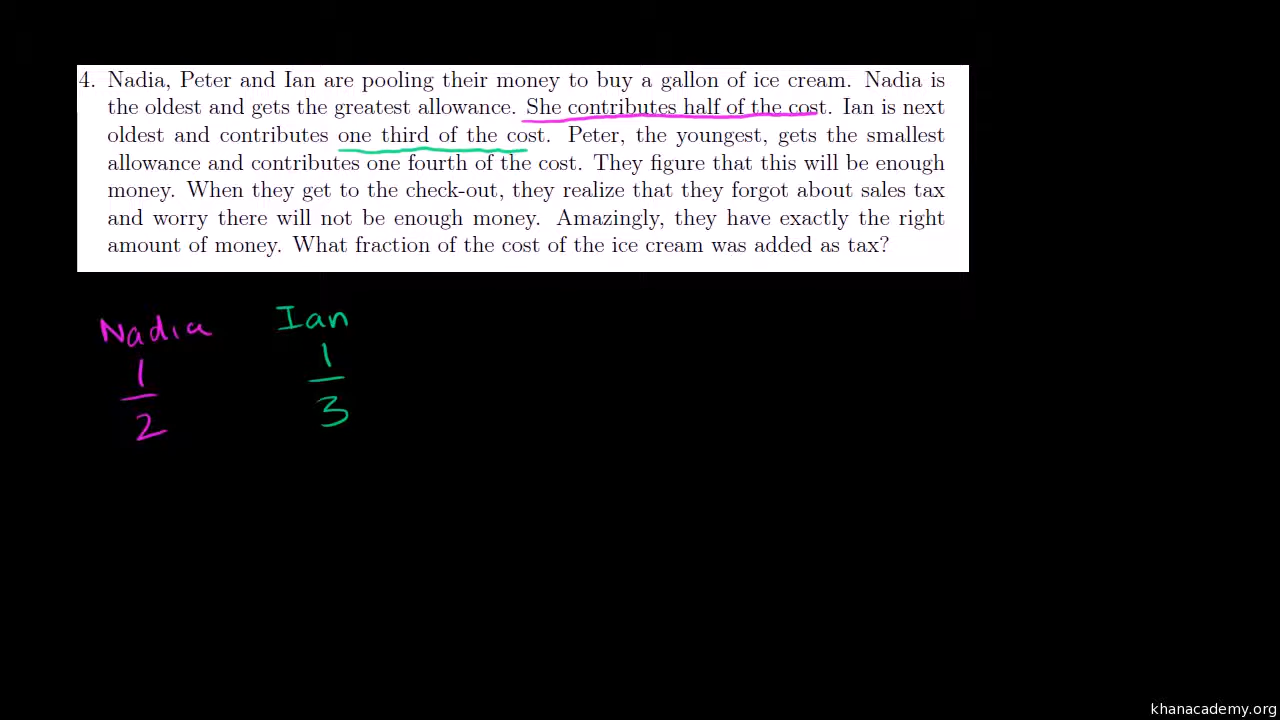 4. Nadia, Peter and Ian are pooling their money to buy a gallon of ice cream. Nadia is
the oldest and gets the greatest allowance. She contributes half of the cost. Ian is next
oldest and contributes one third of the cost. Peter, the youngest, gets the smallest
allowance and contributes one fourth of the cost. They figure that this will be enough
money. When they get to the check-out, they realize that they forgot about sales tax
and worry there will not be enough money. Amazingly, they have exactly the right
amount of money. What fraction of the cost of the ice cream was added as tax?
Nadia Ian
1 1
2 3
khanacademy.org